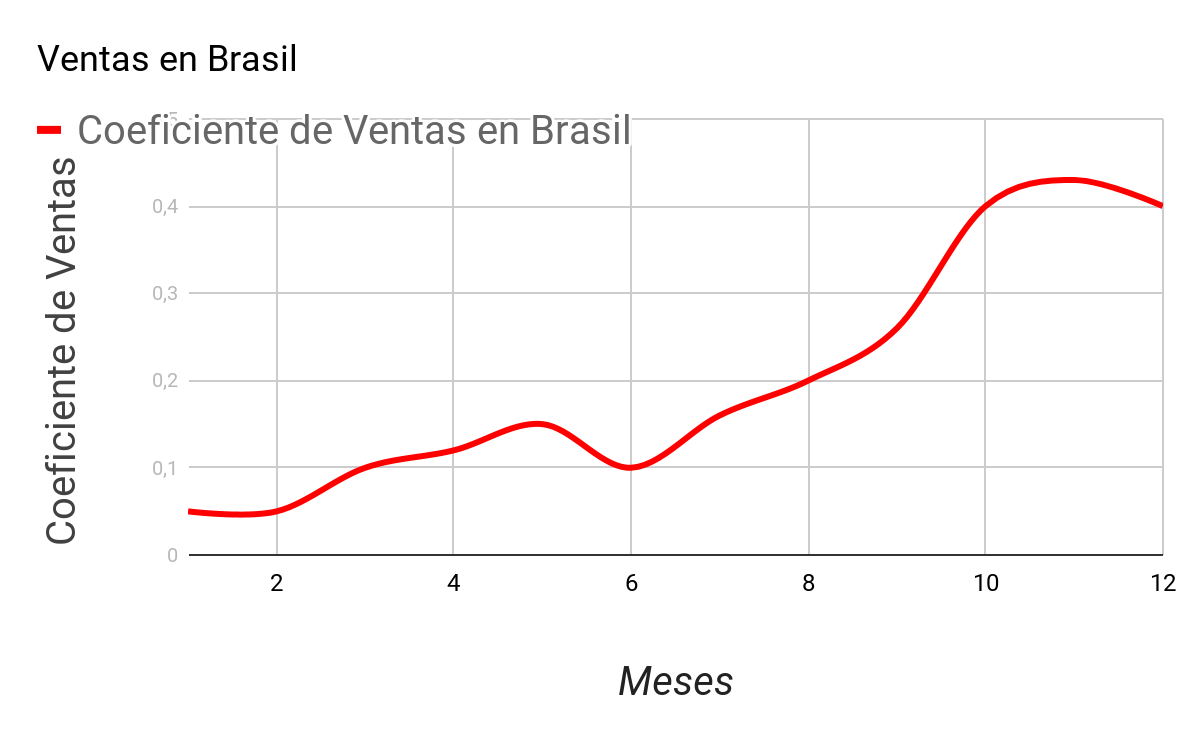 Ventas en Brasil
Coeficiente de Ventas en Brasil
Coeficiente de Ventas
0,4
0,3
0,2
0,1
0
2 4 6 8 10 12
Meses